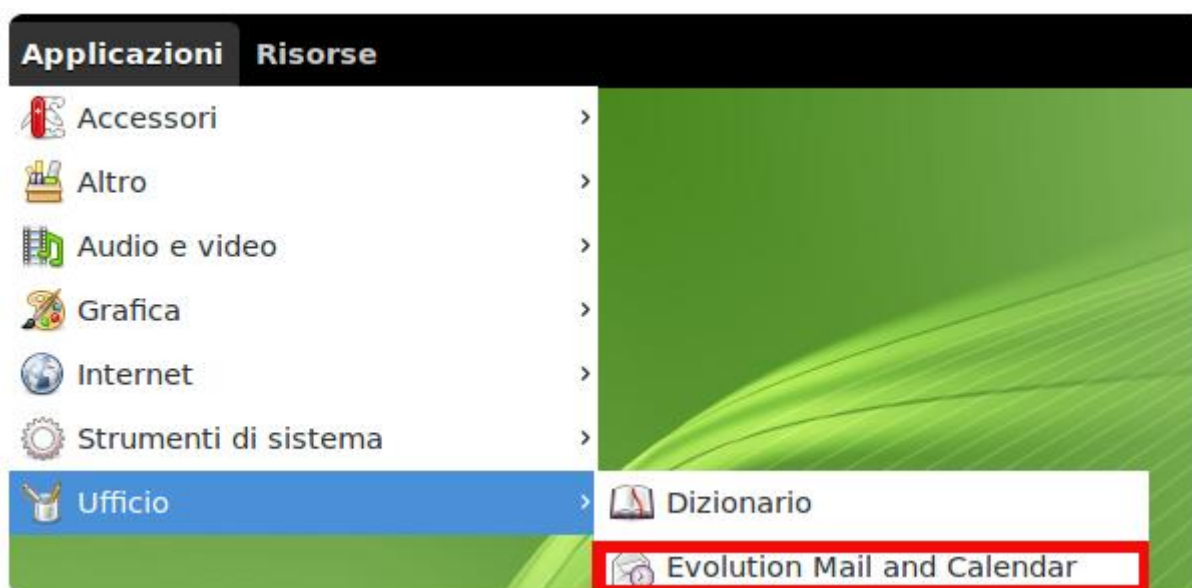 Applicazioni Risorse
Accessori
Altro
Audio e video
Grafica
Internet
Strumenti di sistema
Ufficio
Dizionario
Evolution Mail and Calendar